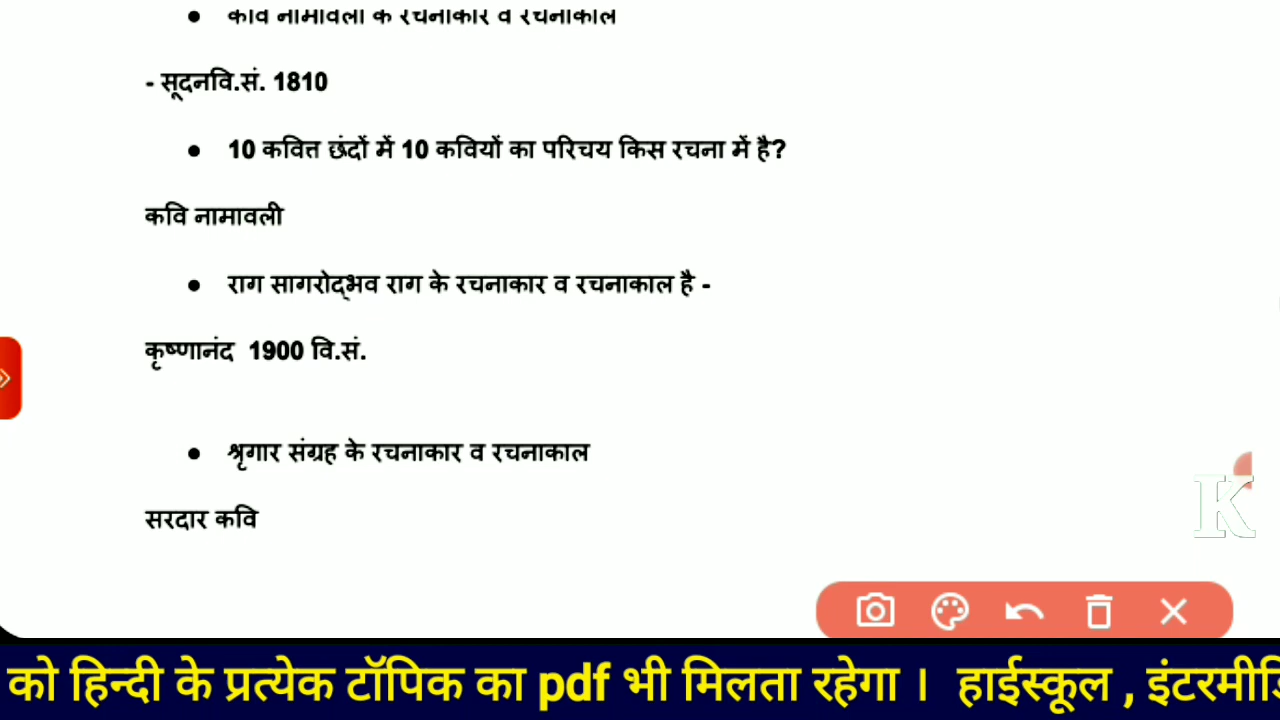 • कवि नामावली के रचनाकार व रचनाकाल
- सूदनवि.सं. 1810
• 10 कवित्त छंदों में 10 कवियों का परिचय किस रचना में है?
कवि नामावली
• राग सागरोद्भव राग के रचनाकार व रचनाकाल है -
कृष्णानंद 1900 वि.सं.
• श्रृगार संग्रह के रचनाकार व रचनाकाल
सरदार कवि
K
को हिन्दी के प्रत्येक टॉपिक का pdf भी मिलता रहेगा । हाईस्कूल ,